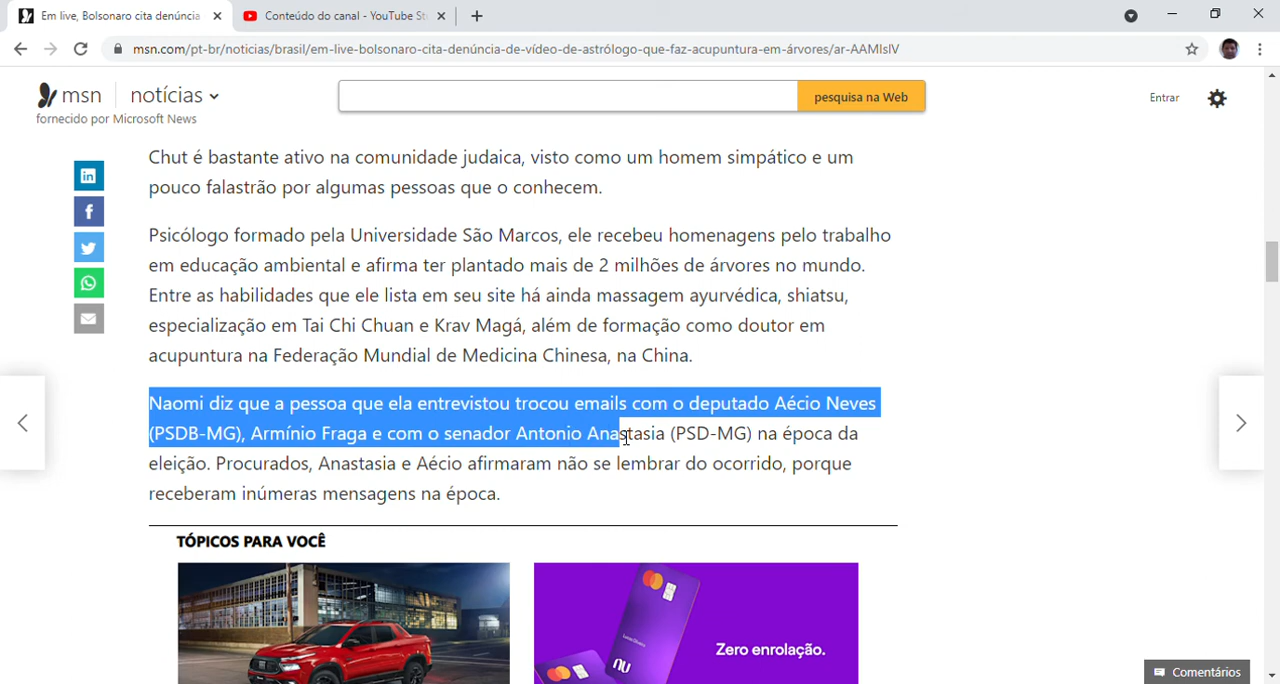 Em live, Bolsonaro cita denúncia
Conteúdo do canal - YouTube St
msn.com/pt-br/noticias/brasil/em-live-bolsonaro-cita-denúncia-de-vídeo-de-astrólogo-que-faz-acupuntura-em-árvores/ar-AAMIsIV
msn notícias
pesquisa na Web
Entrar
fornecido por Microsoft News
Chut é bastante ativo na comunidade judaica, visto como um homem simpático e um
pouco falastrão por algumas pessoas que o conhecem.
Psicólogo formado pela Universidade São Marcos, ele recebeu homenagens pelo trabalho
em educação ambiental e afirma ter plantado mais de 2 milhões de árvores no mundo.
Entre as habilidades que ele lista em seu site há ainda massagem ayurvédica, shiatsu,
especialização em Tai Chi Chuan e Krav Magá, além de formação como doutor em
acupuntura na Federação Mundial de Medicina Chinesa, na China.
Naomi diz que a pessoa que ela entrevistou trocou emails com o deputado Aécio Neves
(PSDB-MG), Armínio Fraga e com o senador Antonio Anastasia (PSD-MG) na época da
eleição. Procurados, Anastasia e Aécio afirmaram não se lembrar do ocorrido, porque
receberam inúmeras mensagens na época.
TÓPICOS PARA VOCÊ
Zero enrolação.
nu
Comentários